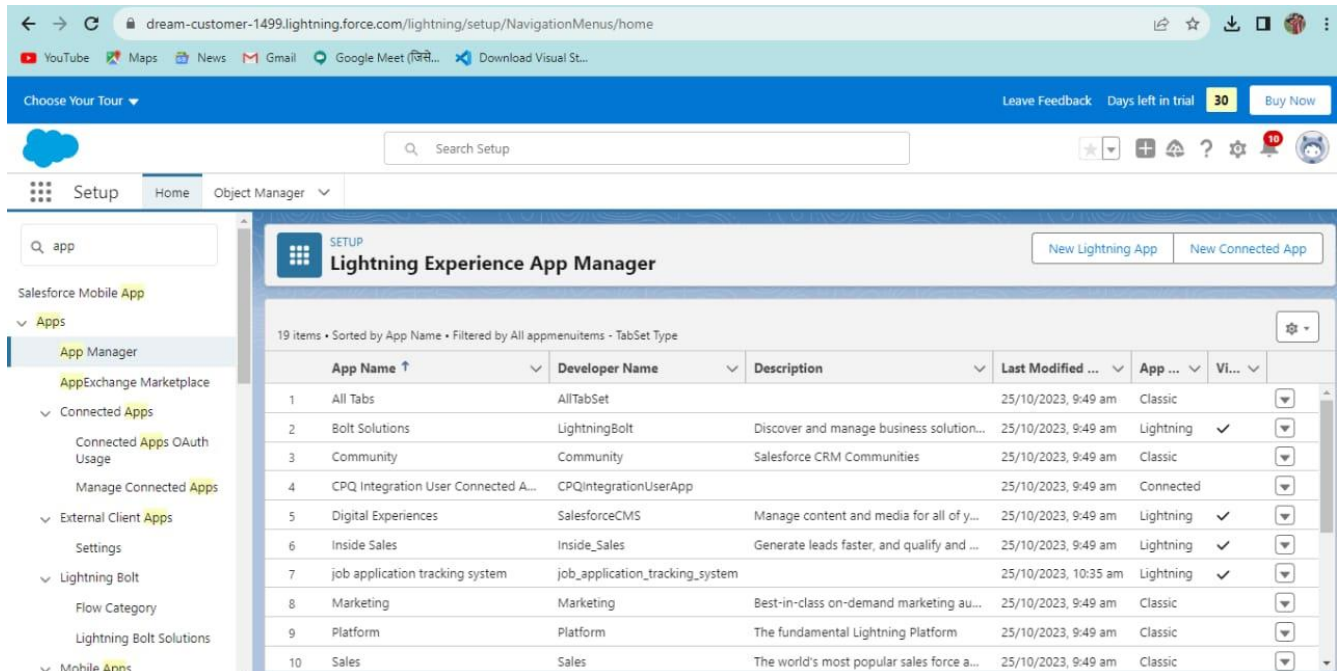 dream-customer-1499.lightning.force.com/lightning/setup/NavigationMenus/home
YouTube Maps News Gmail Google Meet (जिसे... Download Visual St...
Choose Your Tour Leave Feedback Days left in trial 30 Buy Now
Search Setup 10
Setup Home Object Manager
app
Salesforce Mobile App
Apps
App Manager
AppExchange Marketplace
Connected Apps
Connected Apps OAuth
Usage
Manage Connected Apps
External Client Apps
Settings
Lightning Bolt
Flow Category
Lightning Bolt Solutions
Mobile Apps
SETUP
Lightning Experience App Manager
New Lightning App New Connected App
19 items • Sorted by App Name • Filtered by All appmenuitems - TabSet Type
App Name ↑ Developer Name Description Last Modified ... App ... Vi...
1 All Tabs AllTabSet 25/10/2023, 9:49 am Classic
2 Bolt Solutions LightningBolt Discover and manage business solution... 25/10/2023, 9:49 am Lightning ✓
3 Community Community Salesforce CRM Communities 25/10/2023, 9:49 am Classic
4 CPQ Integration User Connected A... CPQIntegrationUserApp 25/10/2023, 9:49 am Connected
5 Digital Experiences SalesforceCMS Manage content and media for all of y... 25/10/2023, 9:49 am Lightning ✓
6 Inside Sales Inside_Sales Generate leads faster, and qualify and ... 25/10/2023, 9:49 am Lightning ✓
7 job application tracking system job_application_tracking_system 25/10/2023, 10:35 am Lightning ✓
8 Marketing Marketing Best-in-class on-demand marketing au... 25/10/2023, 9:49 am Classic
9 Platform Platform The fundamental Lightning Platform 25/10/2023, 9:49 am Classic
10 Sales Sales The world's most popular sales force a... 25/10/2023, 9:49 am Classic